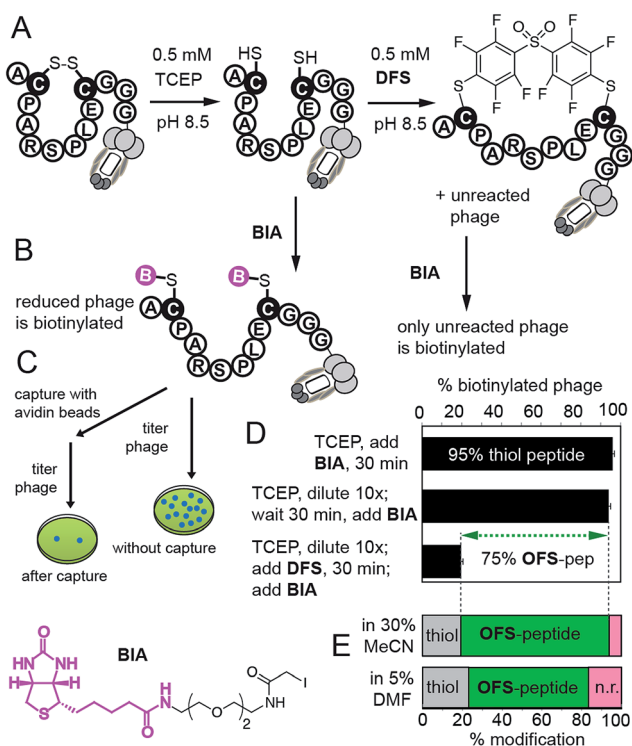 A
0.5 mM
TCEP
pH 8.5
0.5 mM
DFS
pH 8.5
S-S
A C P A R S P L E C G G G
HS
SH
A C P A R S P L E C G G G
F F F F F F F F
O O
S
S
S
A C P A R S P L E C G G G G
+ unreacted
phage
BIA
BIA
only unreacted phage
is biotinylated
B
reduced phage
is biotinylated
B S
B S
A C P A R S P L E C G G G
C
capture with
avidin beads
titer
phage
titer
phage
after capture
without capture
D
% biotinylated phage
0 20 40 60 80 100
TCEP, add
BIA, 30 min
95% thiol peptide
TCEP, dilute 10x;
wait 30 min, add BIA
TCEP, dilute 10x;
add DFS, 30 min;
add BIA
75% OFS-pep
E
in 30%
MeCN
thiol OFS-peptide
in 5%
DMF
thiol OFS-peptide n.r.
0 20 40 60 80 100
% modification
BIA
O
HN NH
H H
S
O
H
N
O
2
N
H
O
I